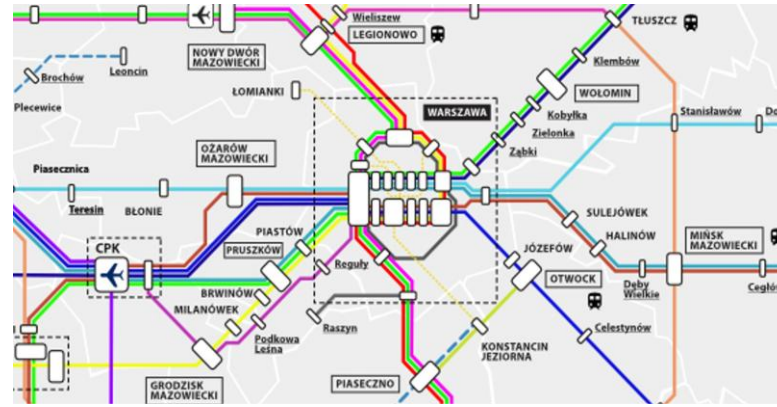 Wieliszew
LEGIONOWO
NOWY DWÓR
MAZOWIECKI
TŁUSZCZ
Klembów
Leoncin
Brochów
WOŁOMIN
ŁOMIANKI
Plecewice
WARSZAWA
Kobyłka
Stanisławów
Do
Zielonka
OŻARÓW
MAZOWIECKI
Ząbki
Piasecznica
Teresin
BŁONIE
SULEJÓWEK
PIASTÓW
HALINÓW
MIŃSK
MAZOWIECKI
CPK
PRUSZKÓW
JÓZEFÓW
Reguły
OTWOCK
Dęby
Wielkie
Cegłów
BRWINÓW
MILANÓWEK
Raszyn
Celestynów
Podkowa
Leśna
KONSTANCIN
JEZIORNA
GRODZISK
MAZOWIECKI
PIASECZNO